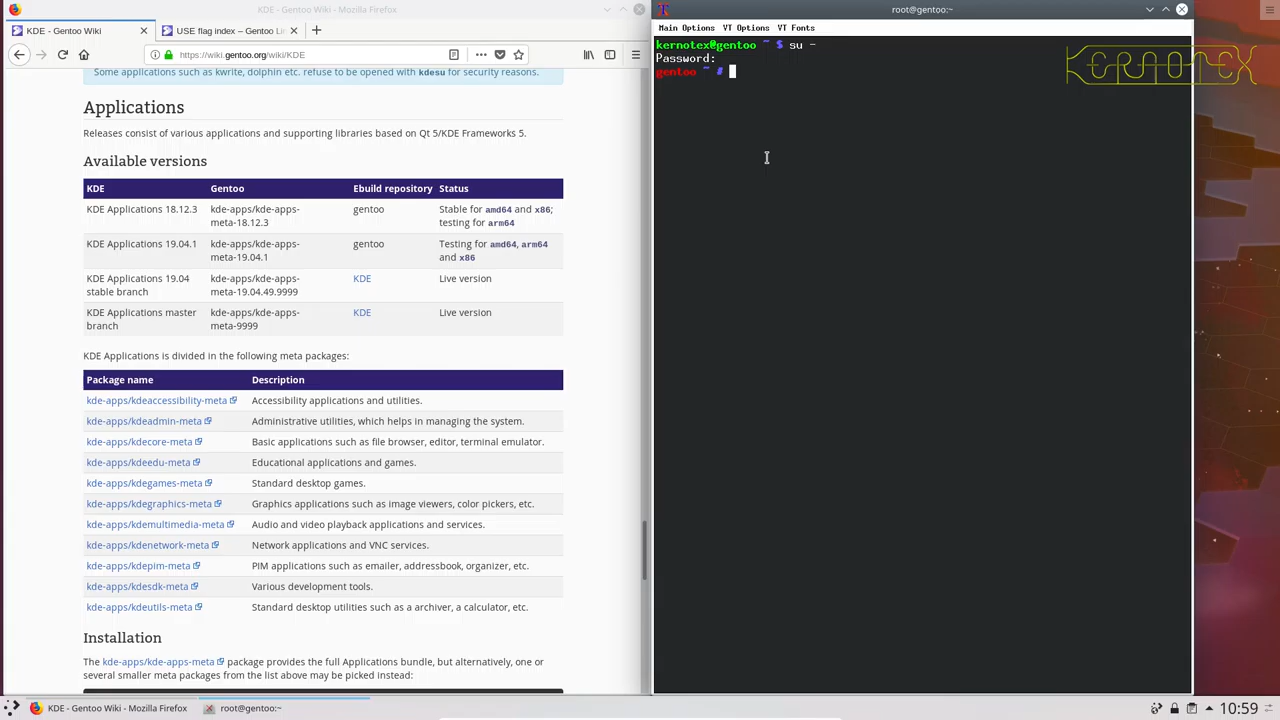 KDE - Gentoo Wiki - Mozilla Firefox
KDE - Gentoo Wiki
USE flag index – Gentoo Li
https://wiki.gentoo.org/wiki/KDE
Some applications such as kwrite, dolphin etc. refuse to be opened with kdesu for security reasons.
Applications
Releases consist of various applications and supporting libraries based on Qt 5/KDE Frameworks 5.
Available versions
KDE Gentoo Ebuild repository Status
KDE Applications 18.12.3 kde-apps/kde-apps- gentoo Stable for amd64 and x86;
meta-18.12.3 testing for arm64
KDE Applications 19.04.1 kde-apps/kde-apps- gentoo Testing for amd64, arm64
meta-19.04.1 and x86
KDE Applications 19.04 kde-apps/kde-apps- KDE Live version
stable branch meta-19.04.49.9999
KDE Applications master kde-apps/kde-apps- KDE Live version
branch meta-9999
KDE Applications is divided in the following meta packages:
Package name Description
kde-apps/kdeaccessibility-meta Accessibility applications and utilities.
kde-apps/kdeadmin-meta Administrative utilities, which helps in managing the system.
kde-apps/kdecore-meta Basic applications such as file browser, editor, terminal emulator.
kde-apps/kdeedu-meta Educational applications and games.
kde-apps/kdegames-meta Standard desktop games.
kde-apps/kdegraphics-meta Graphics applications such as image viewers, color pickers, etc.
kde-apps/kdemultimedia-meta Audio and video playback applications and services.
kde-apps/kdenetwork-meta Network applications and VNC services.
kde-apps/kdepim-meta PIM applications such as emailer, addressbook, organizer, etc.
kde-apps/kdesdk-meta Various development tools.
kde-apps/kdeutils-meta Standard desktop utilities such as a archiver, a calculator, etc.
Installation
The kde-apps/kde-apps-meta package provides the full Applications bundle, but alternatively, one or
several smaller meta packages from the list above may be picked instead:
root@gentoo:~
Main Options VT Options VT Fonts
kernotex@gentoo ~ $ su -
Password:
gentoo ~ #
KERNOTEX
KDE - Gentoo Wiki - Mozilla Firefox
root@gentoo:~
10:59